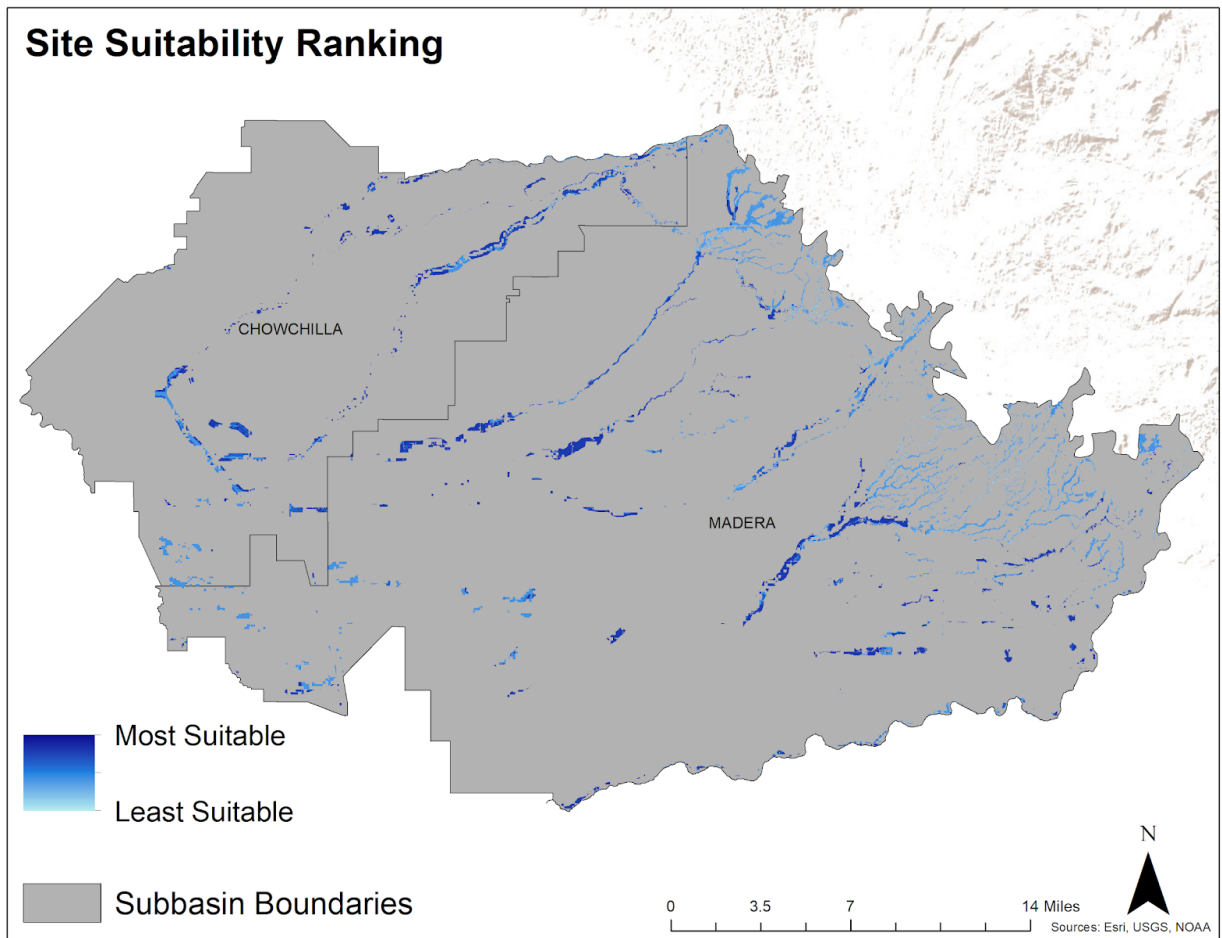 Site Suitability Ranking
CHOWCHILLA
MADERA
Most Suitable
Least Suitable
Subbasin Boundaries
N
0 3.5 7 14 Miles
Sources: Esri, USGS, NOAA